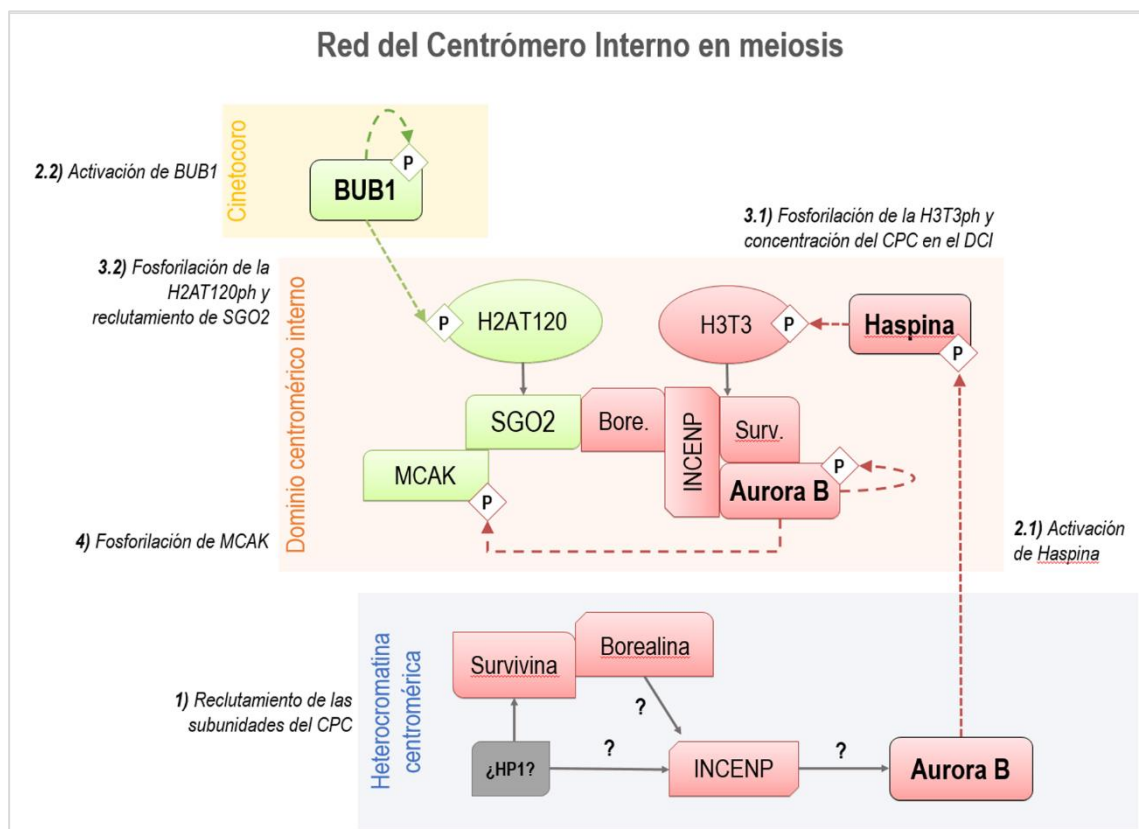 Red del Centrómero Interno en meiosis
Cinetocoro
2.2) Activación de BUB1
P
BUB1
3.1) Fosforilación de la H3T3ph y
concentración del CPC en el DCI
3.2) Fosforilación de la
H2AT120ph y
reclutamiento de SGO2
Dominio centromérico interno
P
H2AT120
H3T3
P
Haspina
P
SGO2
Bore.
INCENP
Surv.
MCAK
P
Aurora B
P
4) Fosforilación de MCAK
2.1) Activación
de Haspina
Heterocromatina
centromérica
Survivina
Borealina
1) Reclutamiento de las
subunidades del CPC
?
?
?
¿HP1?
INCENP
Aurora B